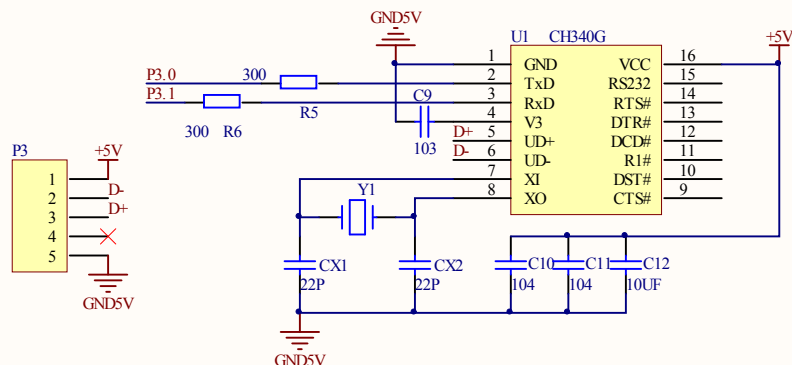 GND5V
U1 CH340G
+5V
1 GND VCC 16
P3.0 300 2 TxD RS232 15
P3.1 3 RxD RTS# 14
R5
C9 4 V3 DTR# 13
300 R6
103
D+ 5 UD+ DCD# 12
D- 6 UD- R1# 11
7 XI DST# 10
8 XO CTS# 9
P3
+5V
1
2 D-
3 D+
4
5
GND5V
Y1
CX1
22P
CX2
22P
C10
104
C11
104
C12
10UF
GND5V